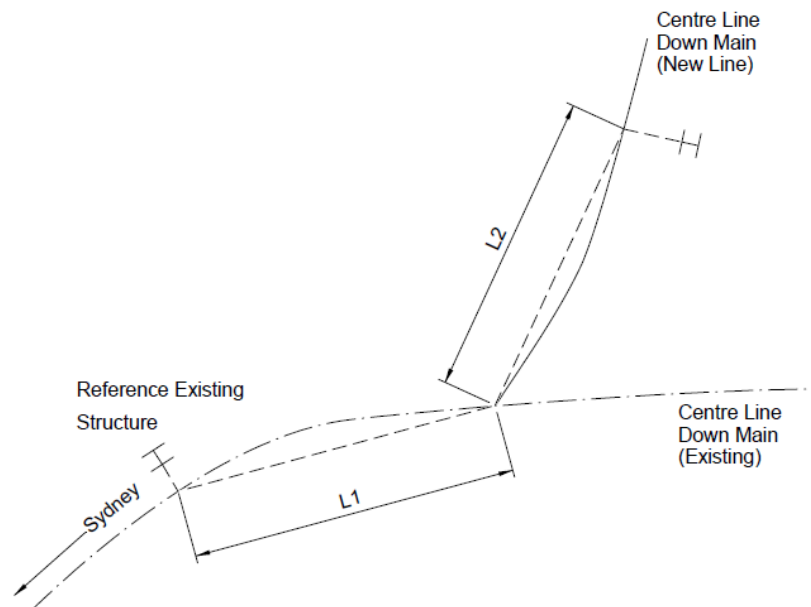 Centre Line
Down Main
(New Line)
L2
Reference Existing
Structure
Centre Line
Down Main
(Existing)
L1
Sydney